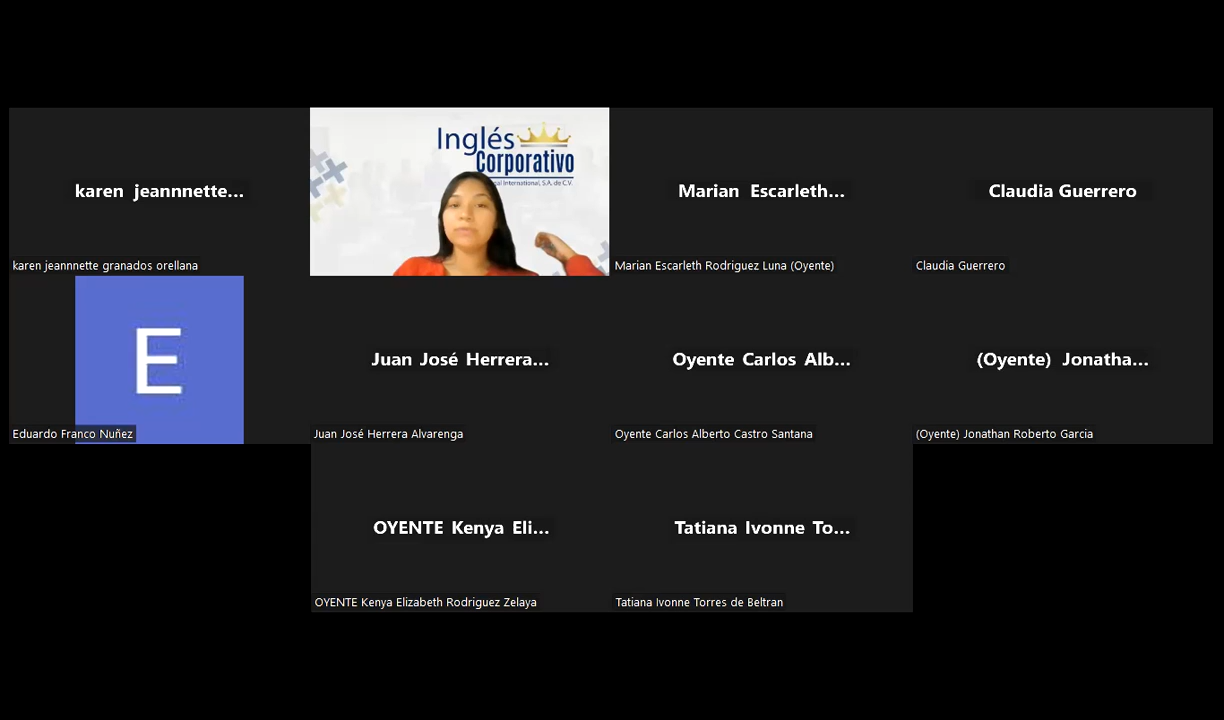 Inglés
Corporativo
cal International, S.A. de C.V.
karen jeannnette...
Marian Escarleth...
Claudia Guerrero
karen jeannnette granados orellana
Marian Escarleth Rodriguez Luna (Oyente)
Claudia Guerrero
E
Juan José Herrera...
Oyente Carlos Alb...
(Oyente) Jonatha...
Eduardo Franco Nuñez
Juan José Herrera Alvarenga
Oyente Carlos Alberto Castro Santana
(Oyente) Jonathan Roberto Garcia
OYENTE Kenya Eli...
Tatiana Ivonne To...
OYENTE Kenya Elizabeth Rodriguez Zelaya
Tatiana Ivonne Torres de Beltran